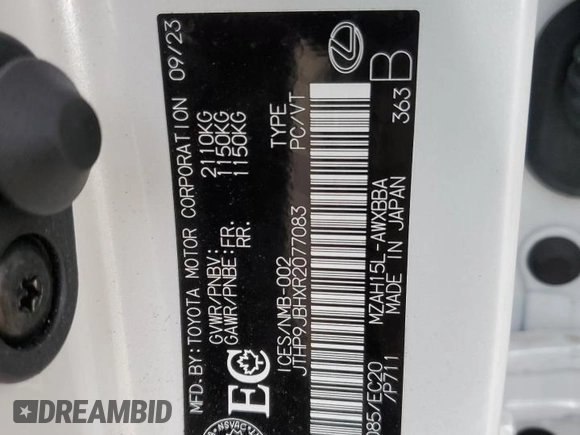 MFD.BY:TOYOTA MOTOR CORPORATION 09/23
GVWR/PNBV: 2110KG
GAWR/PNBE:FR: 1150KG
RR. 1150KG
EC
ICES/NMB-002 TYPE
JTHP9JBHXR2077083 PC/VT
085/EC20 MZAH15L-AWXBBA
/P711 MADE IN JAPAN 363
B
NSVAC
DREAMBID